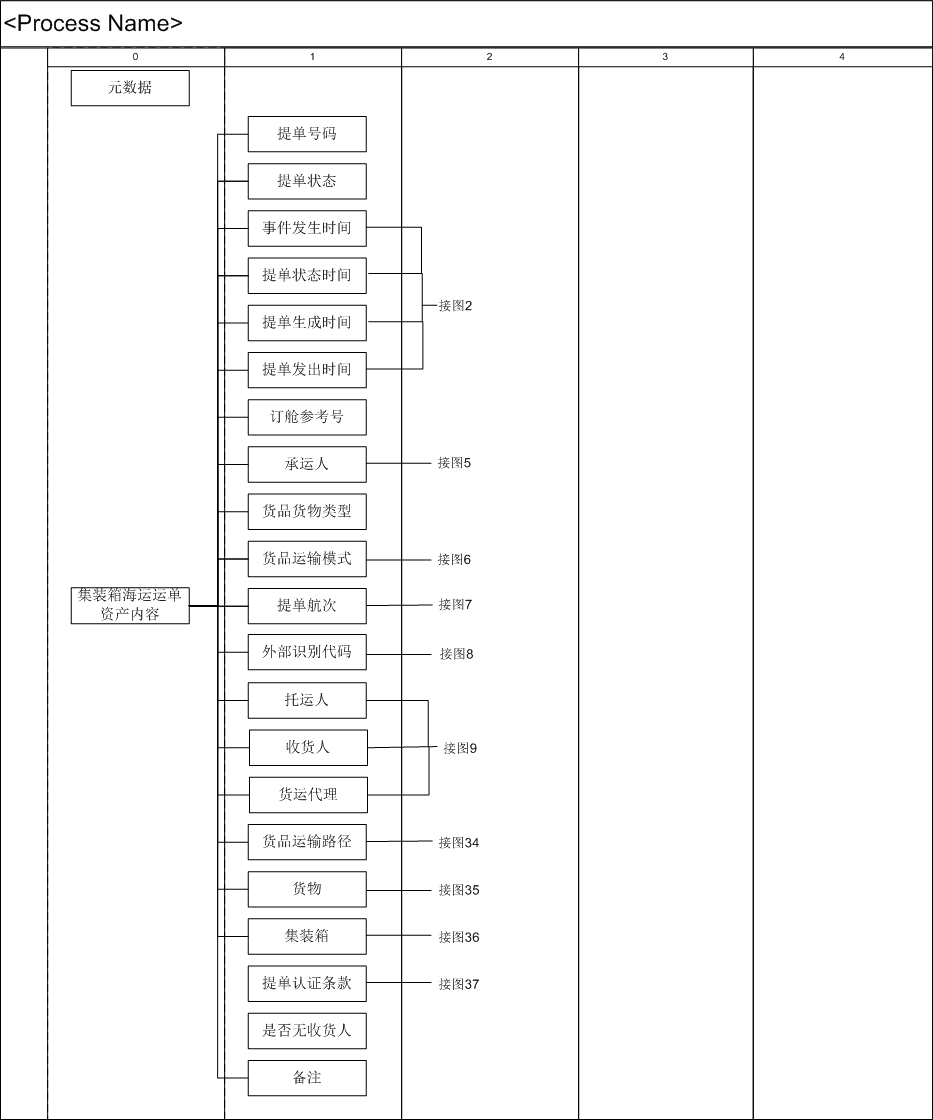 <Process Name>
0
1
2
3
4
元数据
提单号码
提单状态
事件发生时间
提单状态时间
接图2
提单生成时间
提单发出时间
订舱参考号
承运人
接图5
货品货物类型
货品运输模式
接图6
集装箱海运运单
资产内容
提单航次
接图7
外部识别代码
接图8
托运人
收货人
接图9
货运代理
货品运输路径
接图34
货物
接图35
集装箱
接图36
提单认证条款
接图37
是否无收货人
备注